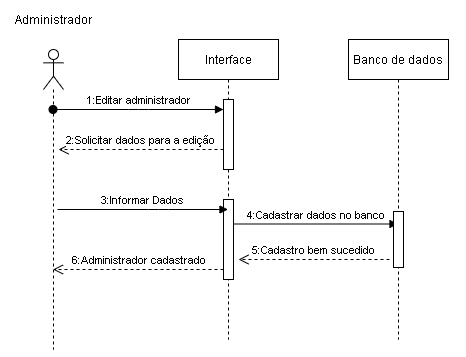 Administrador
Interface
Banco de dados
1:Editar administrador
2:Solicitar dados para a edição
3:Informar Dados
4:Cadastrar dados no banco
5:Cadastro bem sucedido
6:Administrador cadastrado